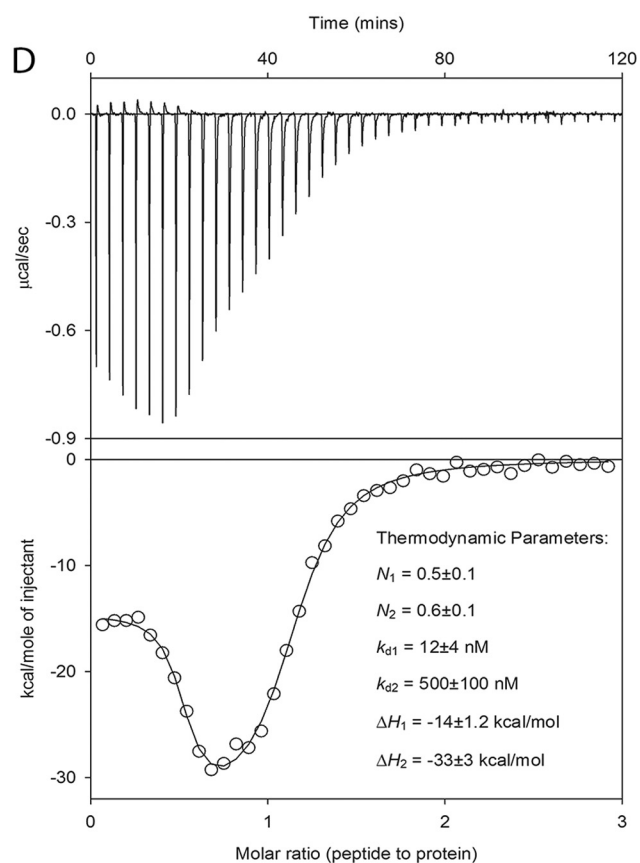 Time (mins)
D
0 40 80 120
0.0
-0.3
-0.6
-0.9
µcal/sec
0
-10
-20
-30
kcal/mole of injectant
Thermodynamic Parameters:
N1 = 0.5±0.1
N2 = 0.6±0.1
kd1 = 12±4 nM
kd2 = 500±100 nM
ΔH1 = -14±1.2 kcal/mol
ΔH2 = -33±3 kcal/mol
0 1 2 3
Molar ratio (peptide to protein)